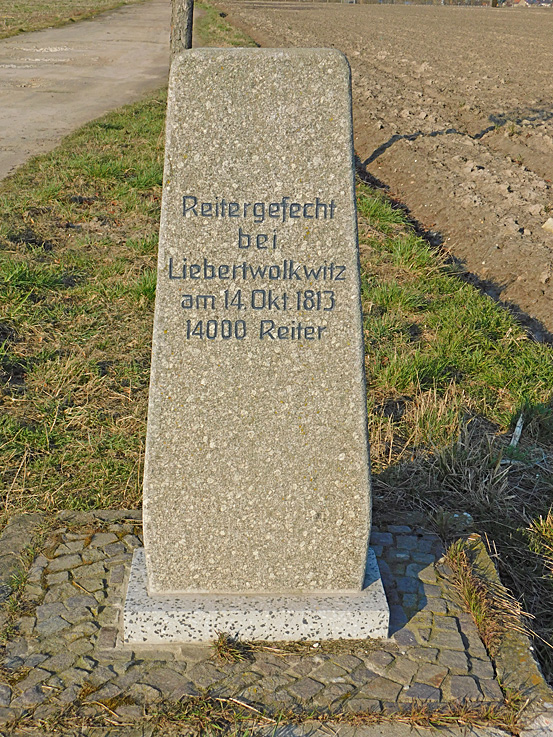 Reitergefecht
bei
Liebertwolkwitz
am 14.Okt.1813
14000 Reiter